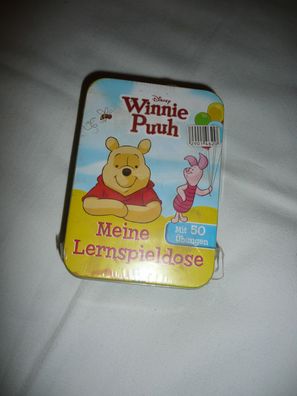 Disney
Winnie
Puuh
Meine
Lernspieldose
Mit 50
Übungen